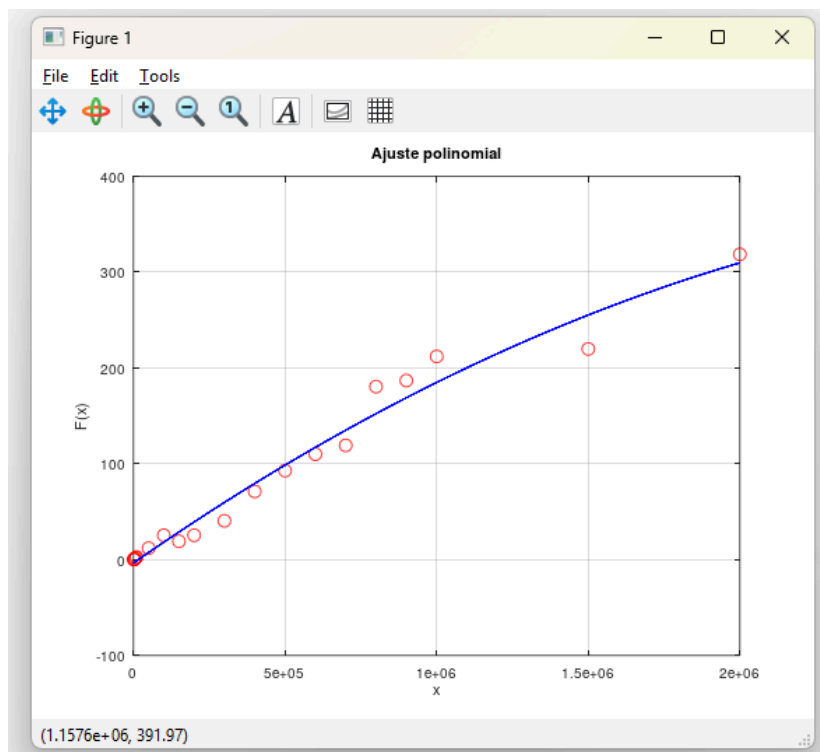 Figure 1
File Edit Tools
A
Ajuste polinomial
400
300
200
100
0
-100
F(x)
0 5e+05 1e+06 1.5e+06 2e+06
x
(1.1576e+06, 391.97)